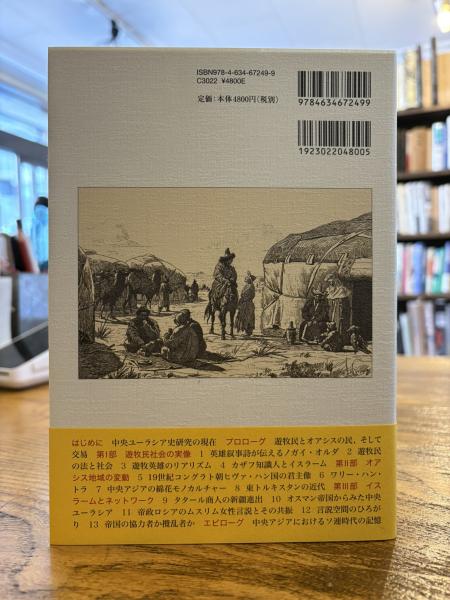 ISBN978-4-634-67249-9
C3022 ¥4800E
定価：本体4800円（税別）
9784634672499
1923022048005
はじめに 中央ユーラシア史研究の現在 プロローグ 遊牧民とオアシスの民、そして
交易 第Ⅰ部 遊牧民社会の実像 1 英雄叙事詩が伝えるノガイ・オルダ 2 遊牧民
の法と社会 3 遊牧英雄のリアリズム 4 カザフ知識人とイスラーム 第Ⅱ部 オア
シス地域の変動 5 19世紀コングラト朝ヒヴァ・ハン国の君主像 6 ワリー・ハン・
トラ 7 中央アジアの綿花モノカルチャー 8 東トルキスタンの近代 第Ⅲ部 イス
ラームとネットワーク 9 タタール商人の新疆進出 10 オスマン帝国からみた中央
ユーラシア 11 帝政ロシアのムスリム女性言説とその共振 12 言説空間のひろが
り 13 帝国の協力者か攪乱者か エピローグ 中央アジアにおけるソ連時代の記憶